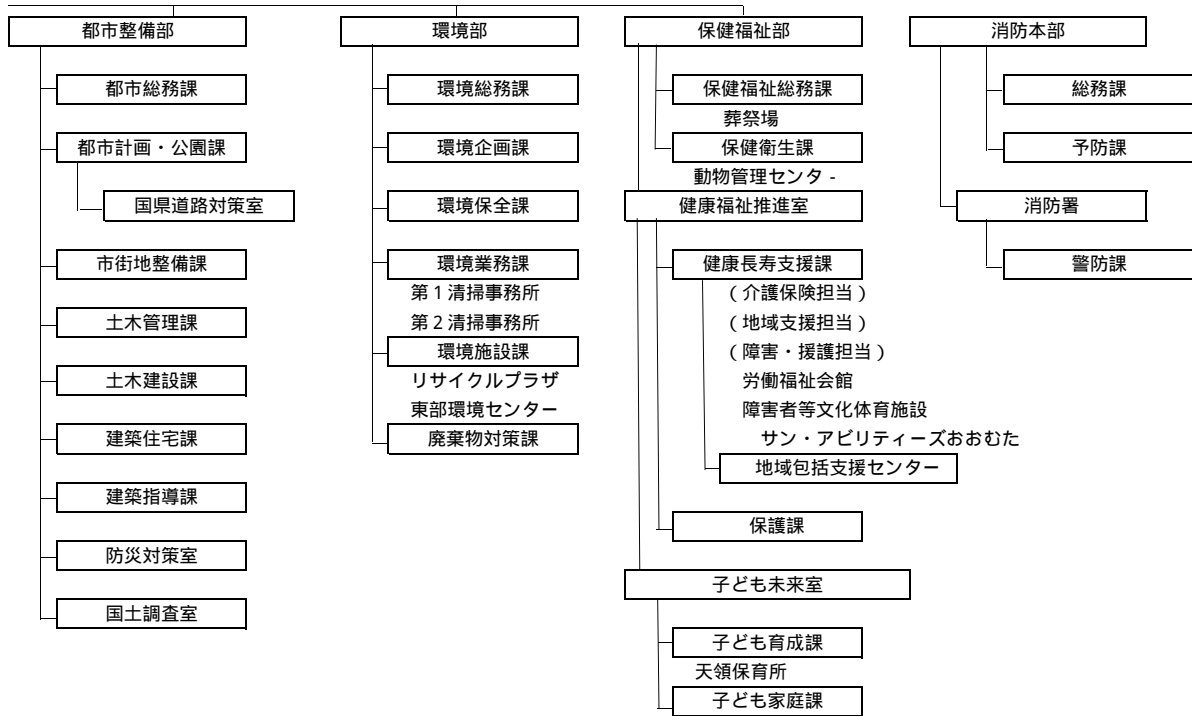 都市整備部
都市総務課
都市計画・公園課
国県道路対策室
市街地整備課
土木管理課
土木建設課
建築住宅課
建築指導課
防災対策室
国土調査室
環境部
環境総務課
環境企画課
環境保全課
環境業務課
第1清掃事務所
第2清掃事務所
環境施設課
リサイクルプラザ
東部環境センター
廃棄物対策課
保健福祉部
保健福祉総務課
葬祭場
保健衛生課
動物管理センタ-
健康福祉推進室
健康長寿支援課
(介護保険担当)
(地域支援担当)
(障害・援護担当)
労働福祉会館
障害者等文化体育施設
サン・アビリティーズおおむた
地域包括支援センター
保護課
子ども未来室
子ども育成課
天領保育所
子ども家庭課
消防本部
総務課
予防課
消防署
警防課